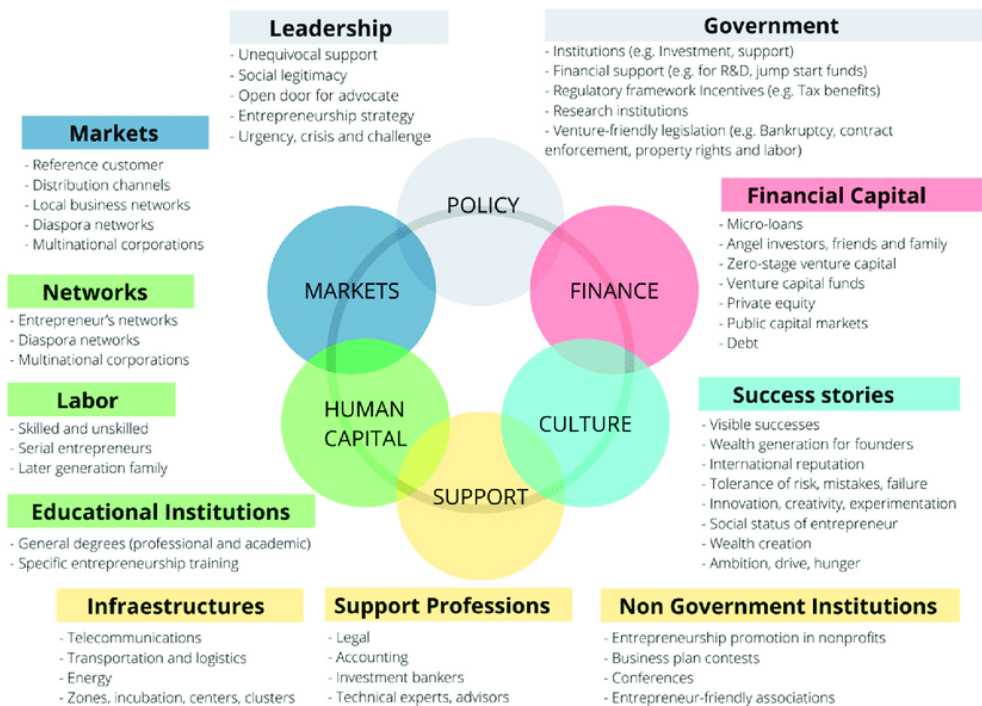 Leadership
- Unequivocal support
- Social legitimacy
- Open door for advocate
- Entrepreneurship strategy
- Urgency, crisis and challenge
Government
- Institutions (e.g. Investment, support)
- Financial support (e.g. for R&D, jump start funds)
- Regulatory framework Incentives (e.g. Tax benefits)
- Research institutions
- Venture-friendly legislation (e.g. Bankruptcy, contract
enforcement, property rights and labor)
Markets
- Reference customer
- Distribution channels
- Local business networks
- Diaspora networks
- Multinational corporations
Financial Capital
- Micro-loans
- Angel investors, friends and family
- Zero-stage venture capital
- Venture capital funds
- Private equity
- Public capital markets
- Debt
POLICY
MARKETS
FINANCE
HUMAN
CAPITAL
CULTURE
SUPPORT
Networks
- Entrepreneur's networks
- Diaspora networks
- Multinational corporations
Labor
- Skilled and unskilled
- Serial entrepreneurs
- Later generation family
Success stories
- Visible successes
- Wealth generation for founders
- International reputation
- Tolerance of risk, mistakes, failure
- Innovation, creativity, experimentation
- Social status of entrepreneur
- Wealth creation
- Ambition, drive, hunger
Educational Institutions
- General degrees (professional and academic)
- Specific entrepreneurship training
Infraestructures
- Telecommunications
- Transportation and logistics
- Energy
- Zones, incubation, centers, clusters
Support Professions
- Legal
- Accounting
- Investment bankers
- Technical experts, advisors
Non Government Institutions
- Entrepreneurship promotion in nonprofits
- Business plan contests
- Conferences
- Entrepreneur-friendly associations